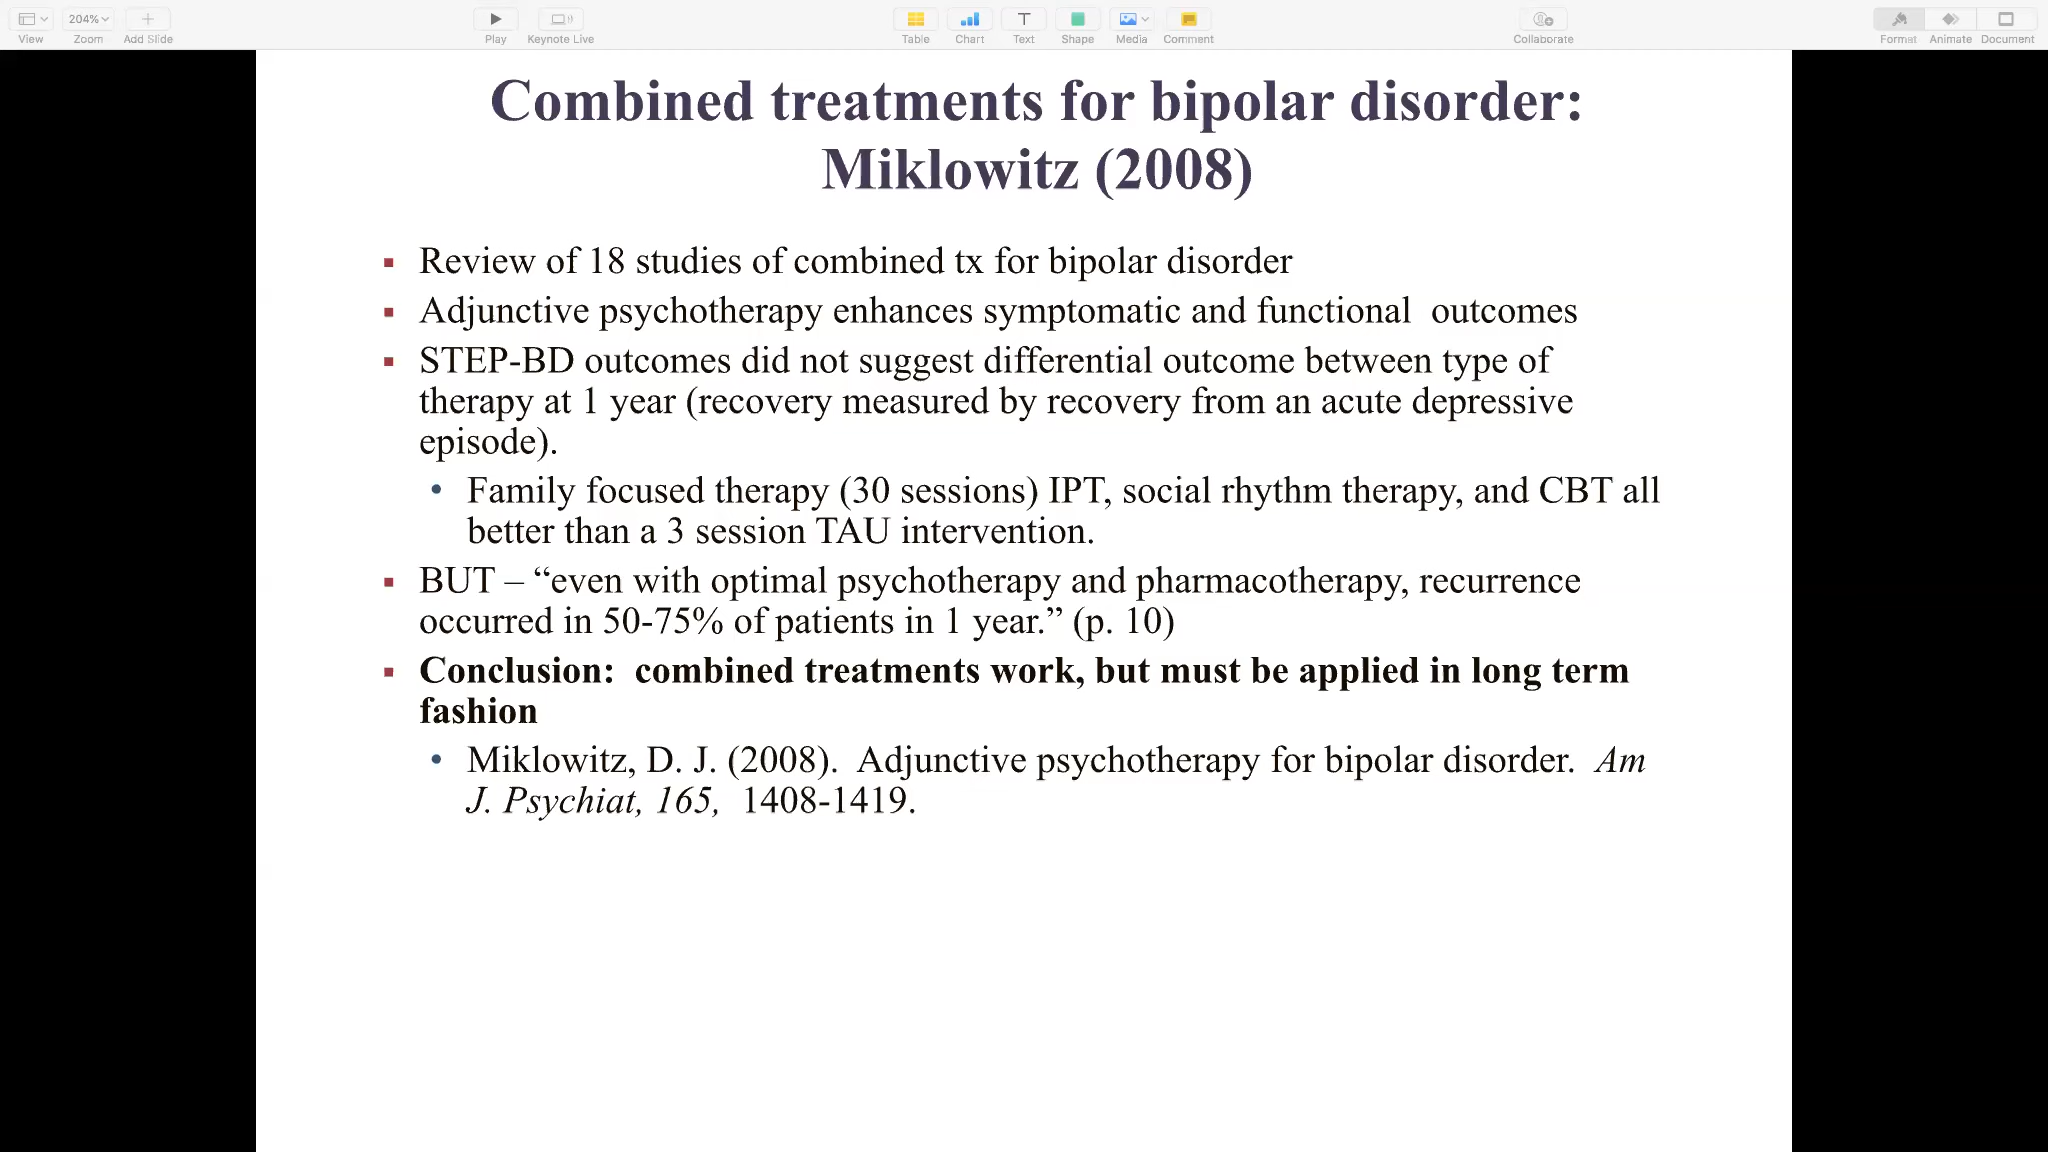 View
204%
Zoom
Add Slide
Play
Keynote Live
Table
Chart
Text
Shape
Media
Comment
Collaborate
Format
Animate
Document
Combined treatments for bipolar disorder:
Miklowitz (2008)
Review of 18 studies of combined tx for bipolar disorder
Adjunctive psychotherapy enhances symptomatic and functional  outcomes
STEP-BD outcomes did not suggest differential outcome between type of
therapy at 1 year (recovery measured by recovery from an acute depressive
episode).
Family focused therapy (30 sessions) IPT, social rhythm therapy, and CBT all
better than a 3 session TAU intervention.
BUT – “even with optimal psychotherapy and pharmacotherapy, recurrence
occurred in 50-75% of patients in 1 year.” (p. 10)
Conclusion:  combined treatments work, but must be applied in long term
fashion
Miklowitz, D. J. (2008).  Adjunctive psychotherapy for bipolar disorder.  Am
J. Psychiat, 165,  1408-1419.